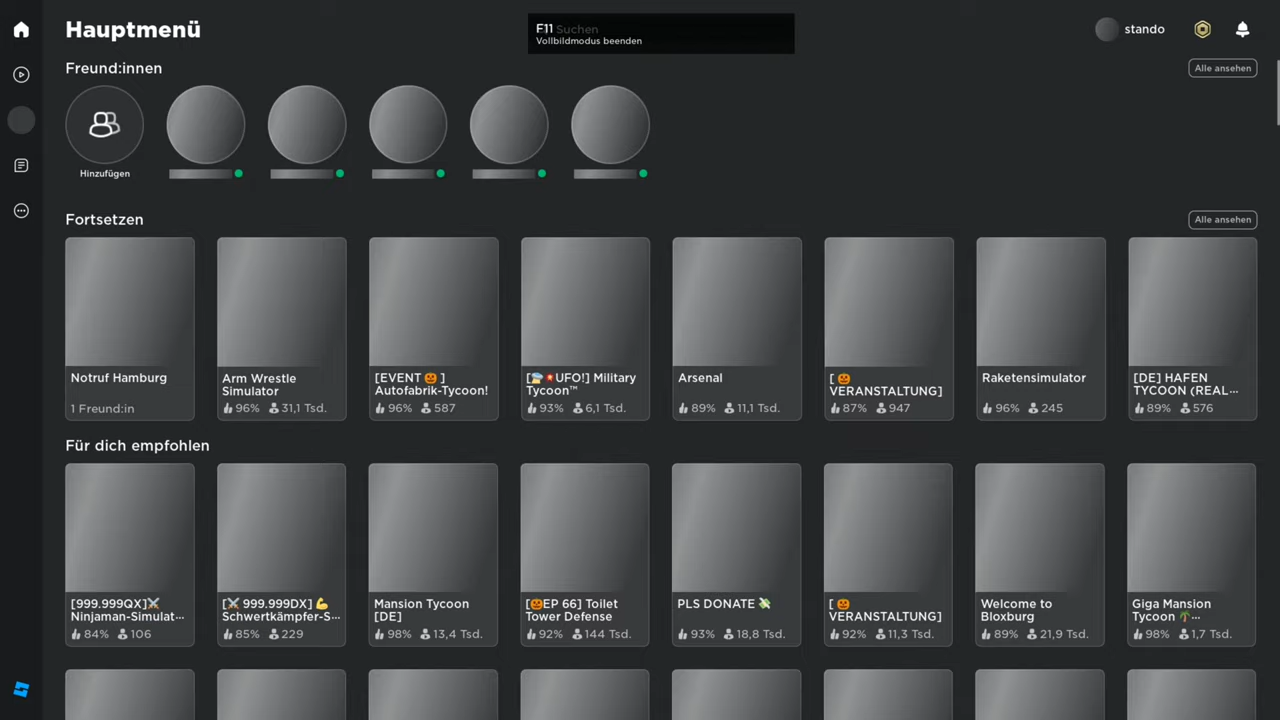 Hauptmenü
F11 Suchen
Vollbildmodus beenden
stando
Freund:innen
Alle ansehen
Hinzufügen
Fortsetzen
Alle ansehen
Notruf Hamburg
1 Freund:in
Arm Wrestle
Simulator
96% 31,1 Tsd.
[EVENT 🎃 ]
Autofabrik-Tycoon!
96% 587
[🌪️💥UFO!] Military
Tycoon™
93% 6,1 Tsd.
Arsenal
89% 11,1 Tsd.
[ 🎃
VERANSTALTUNG]
87% 947
Raketensimulator
96% 245
[DE] HAFEN
TYCOON (REAL...
89% 576
Für dich empfohlen
[999.999QX]⚔️
Ninjaman-Simulat...
84% 106
[⚔️ 999.999DX] 💪
Schwertkämpfer-S...
85% 229
Mansion Tycoon
[DE]
98% 13,4 Tsd.
[🎃EP 66] Toilet
Tower Defense
92% 144 Tsd.
PLS DONATE 💸
93% 18,8 Tsd.
[ 🎃
VERANSTALTUNG]
92% 11,3 Tsd.
Welcome to
Bloxburg
89% 21,9 Tsd.
Giga Mansion
Tycoon 🌴...
98% 1,7 Tsd.